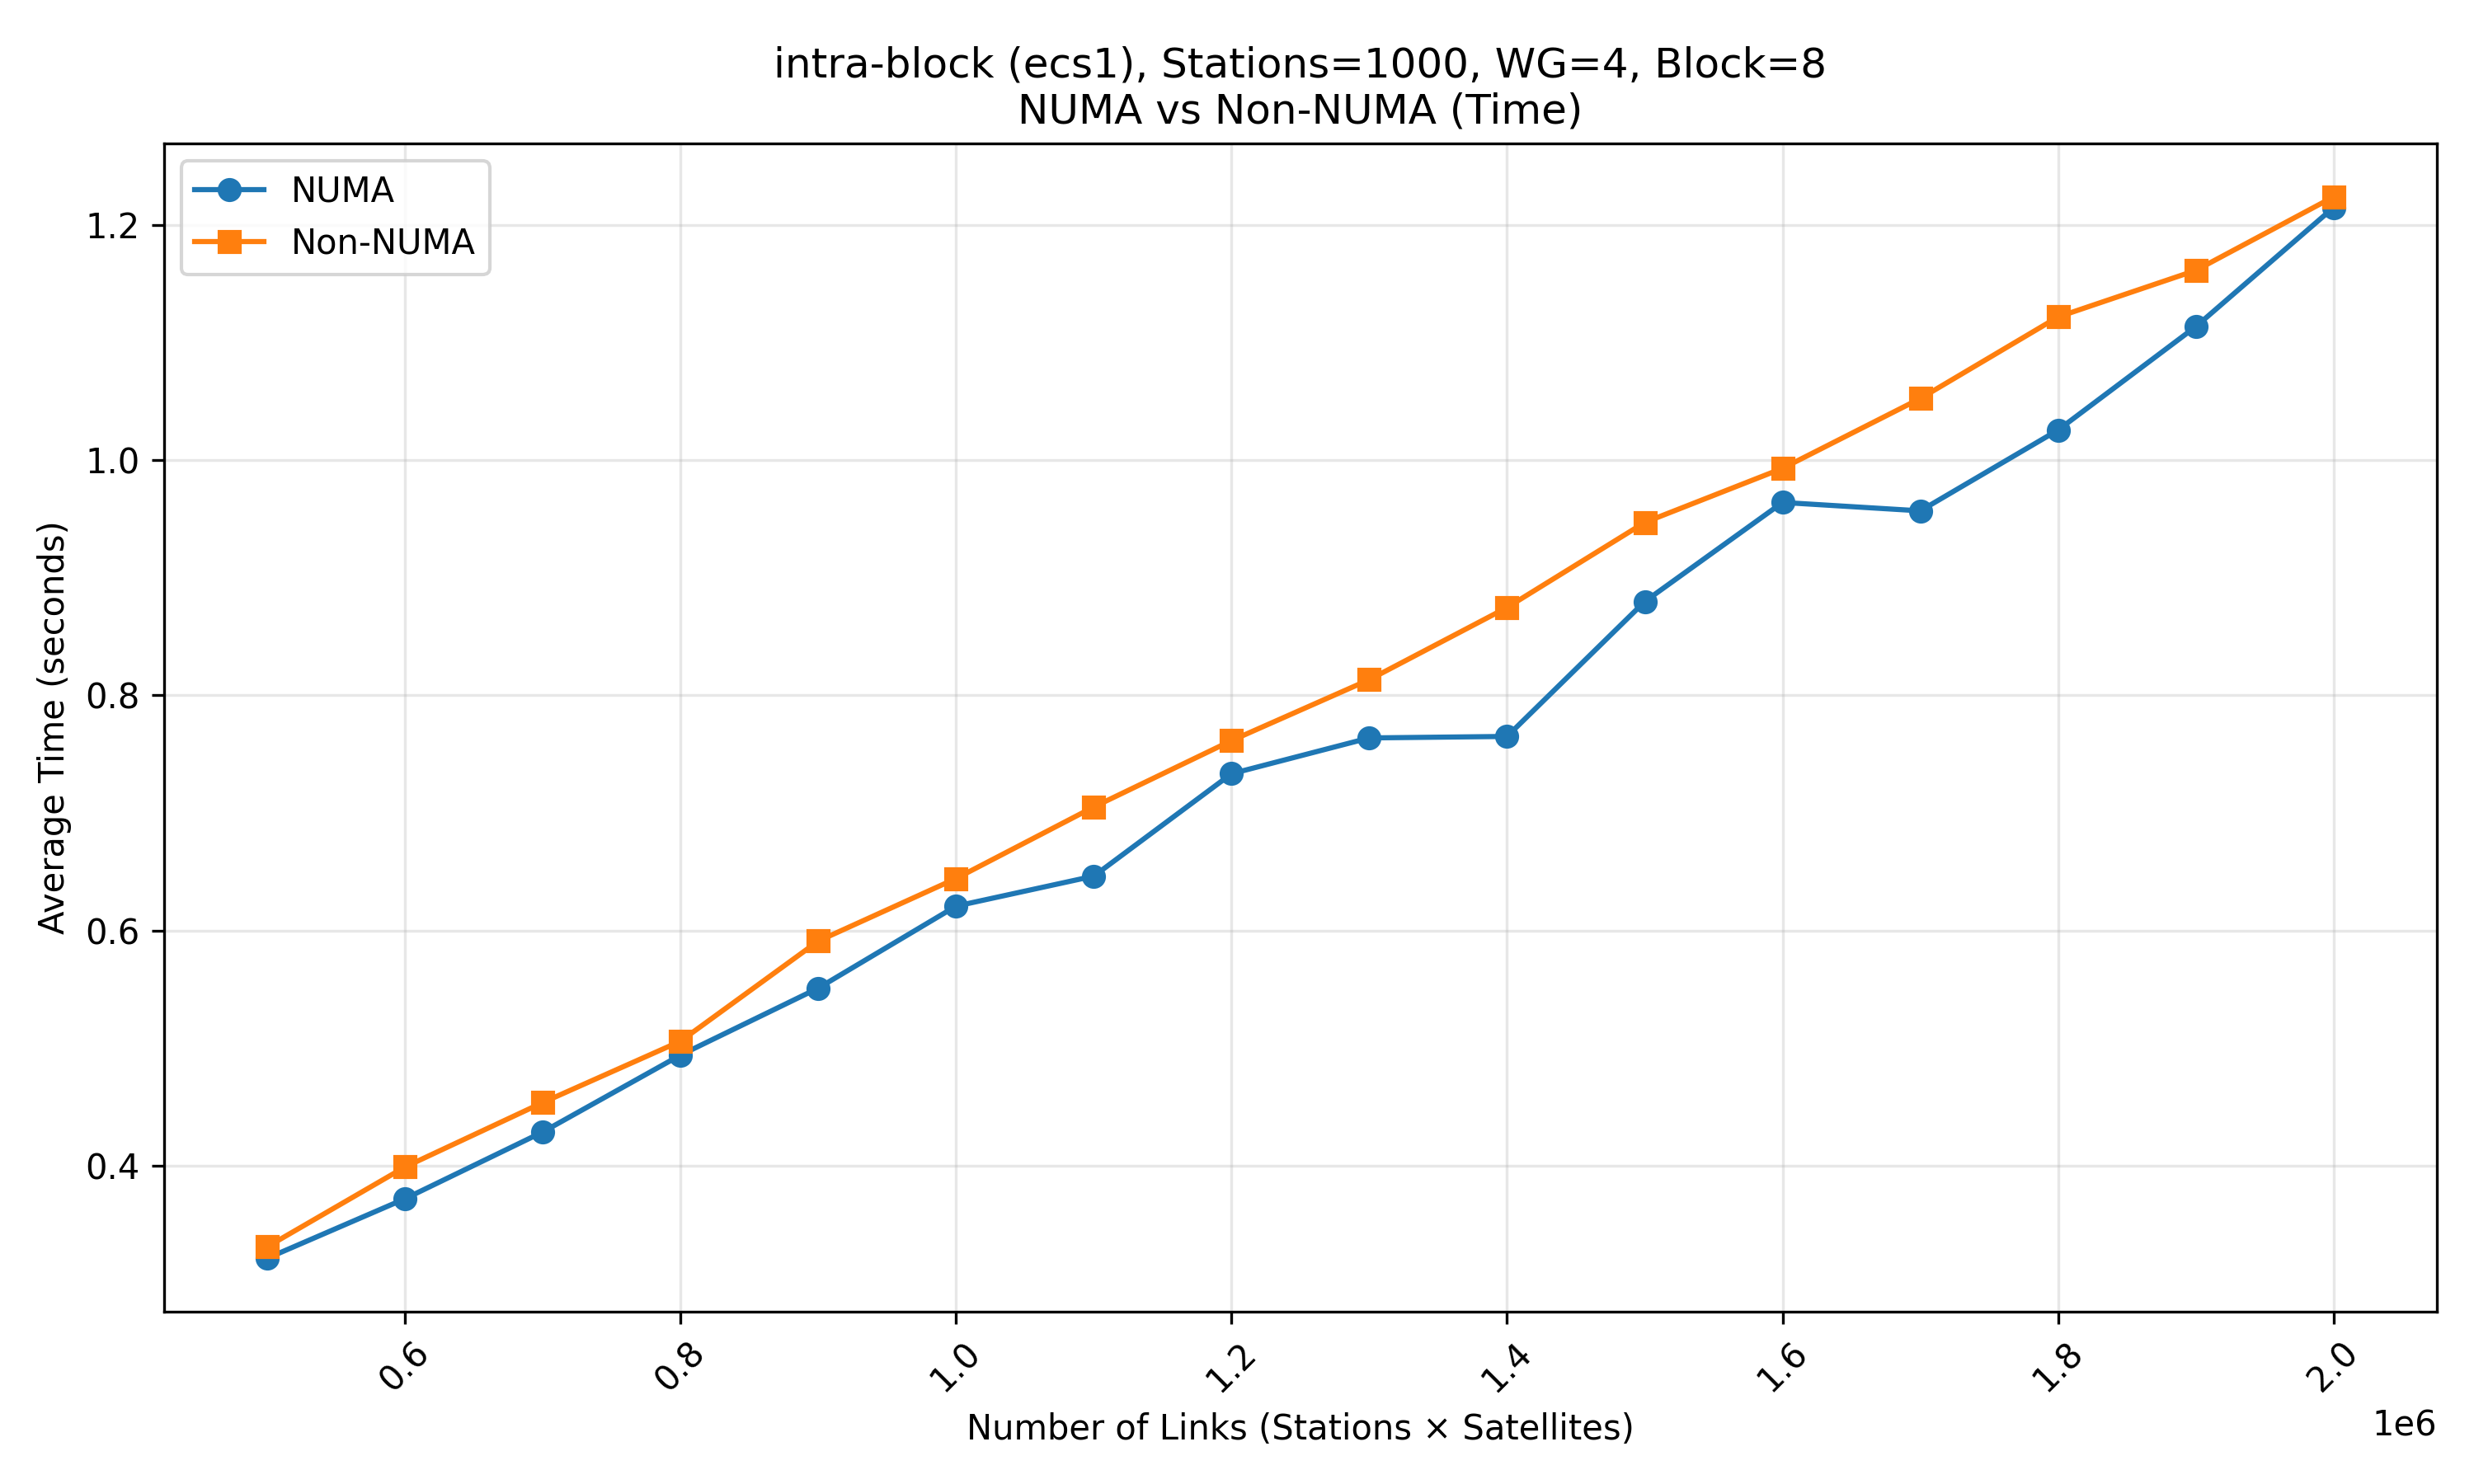 intra-block (ecs1), Stations=1000, WG=4, Block=8
NUMA vs Non-NUMA (Time)
NUMA
Non-NUMA
Average Time (seconds)
1.2
1.0
0.8
0.6
0.4
0.6
0.8
1.0
1.2
1.4
1.6
1.8
2.0
1e6
Number of Links (Stations × Satellites)